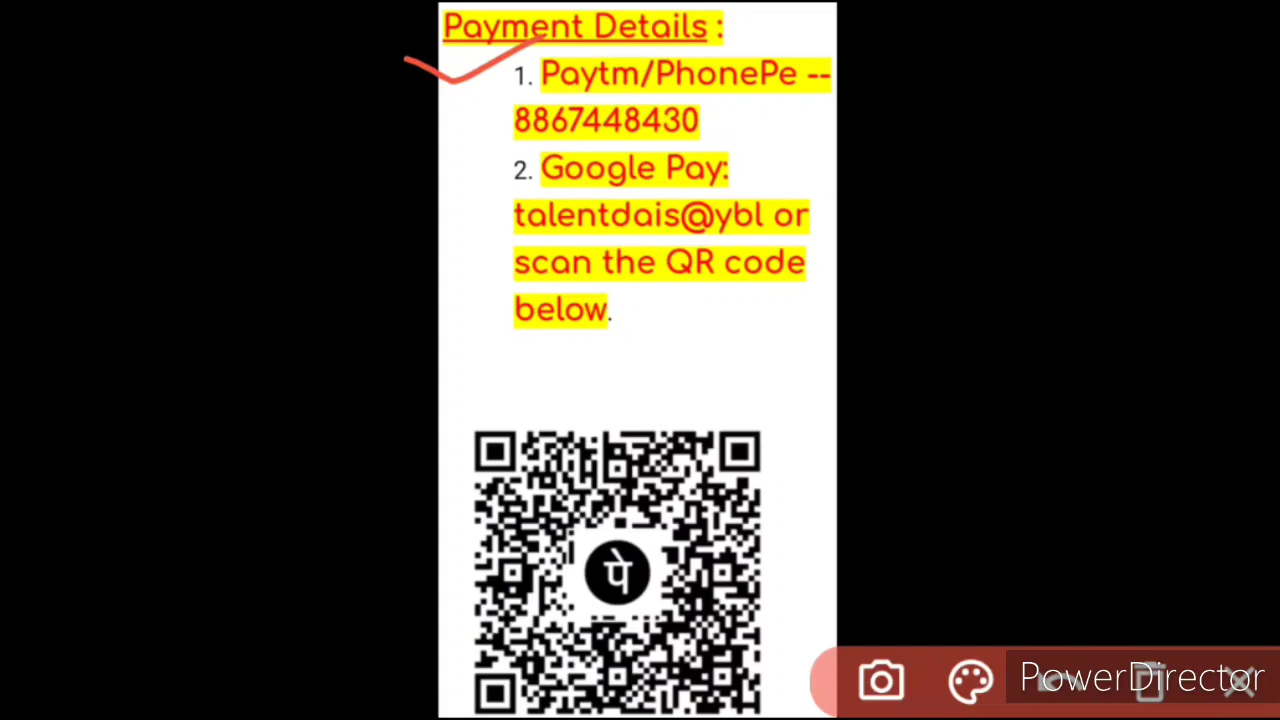 Payment Details :
1. Paytm/PhonePe --
8867448430
2. Google Pay:
talentdais@ybl or
scan the QR code
below.
पे
PowerDirector